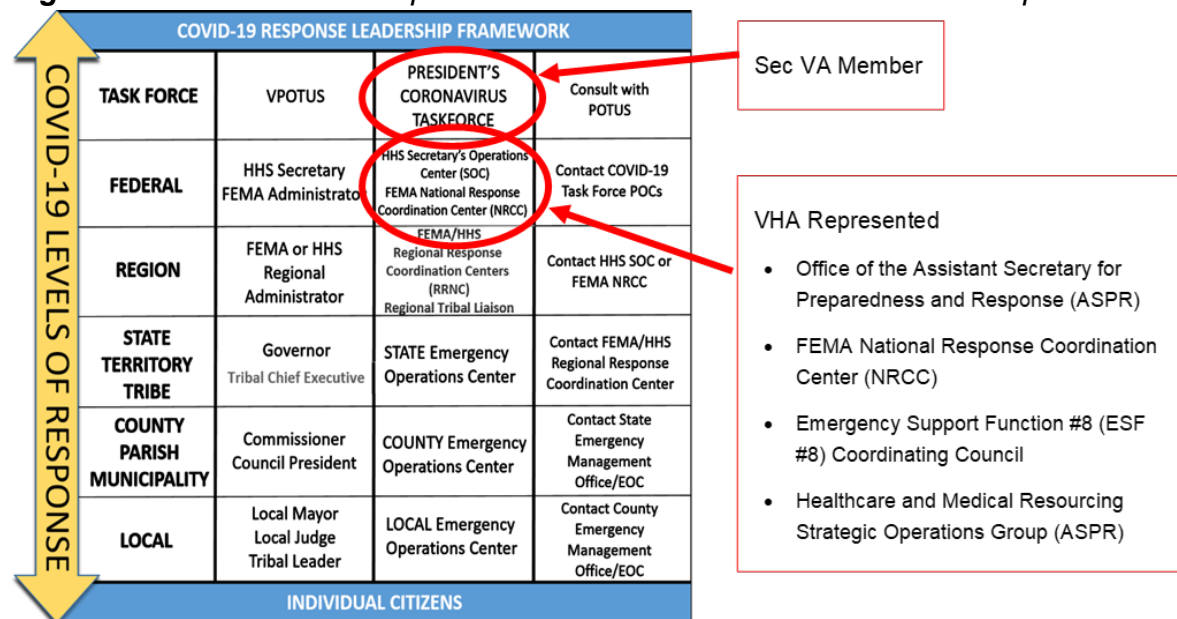 COVID-19 RESPONSE LEADERSHIP FRAMEWORK
COVID-19 LEVELS OF RESPONSE
TASK FORCE
VPOTUS
PRESIDENT'S
CORONAVIRUS
TASKFORCE
Consult with
POTUS
FEDERAL
HHS Secretary
FEMA Administrator
HHS Secretary's Operations
Center (SOC)
FEMA National Response
Coordination Center (NRCC)
Contact COVID-19
Task Force POCs
REGION
FEMA or HHS
Regional
Administrator
FEMA/HHS
Regional Response
Coordination Centers
(RRNC)
Regional Tribal Liaison
Contact HHS SOC or
FEMA NRCC
STATE
TERRITORY
TRIBE
Governor
Tribal Chief Executive
STATE Emergency
Operations Center
Contact FEMA/HHS
Regional Response
Coordination Center
COUNTY
PARISH
MUNICIPALITY
Commissioner
Council President
COUNTY Emergency
Operations Center
Contact State
Emergency
Management
Office/EOC
LOCAL
Local Mayor
Local Judge
Tribal Leader
LOCAL Emergency
Operations Center
Contact County
Emergency
Management
Office/EOC
INDIVIDUAL CITIZENS
Sec VA Member
VHA Represented
• Office of the Assistant Secretary for
Preparedness and Response (ASPR)
• FEMA National Response Coordination
Center (NRCC)
• Emergency Support Function #8 (ESF
#8) Coordinating Council
• Healthcare and Medical Resourcing
Strategic Operations Group (ASPR)